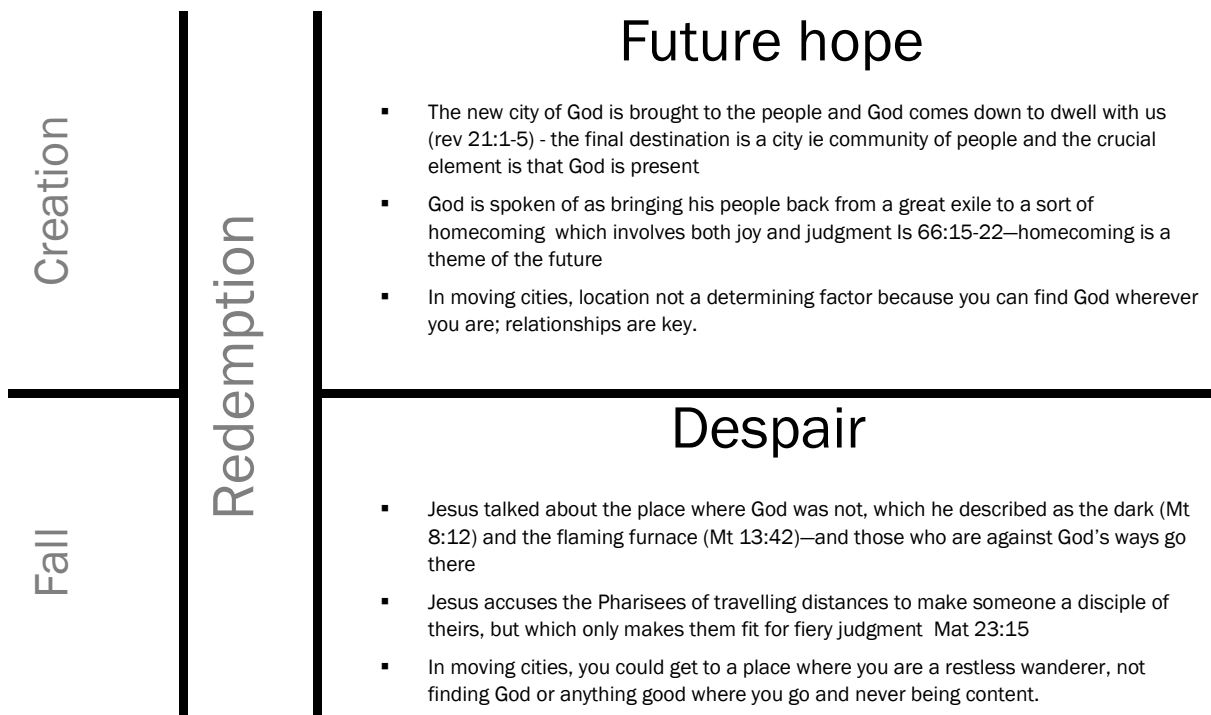 Creation
Fall
Redemption
Future hope
▪ The new city of God is brought to the people and God comes down to dwell with us
(rev 21:1-5) - the final destination is a city ie community of people and the crucial
element is that God is present
▪ God is spoken of as bringing his people back from a great exile to a sort of
homecoming  which involves both joy and judgment Is 66:15-22—homecoming is a
theme of the future
▪ In moving cities, location not a determining factor because you can find God wherever
you are; relationships are key.
Despair
▪ Jesus talked about the place where God was not, which he described as the dark (Mt
8:12) and the flaming furnace (Mt 13:42)—and those who are against God’s ways go
there
▪ Jesus accuses the Pharisees of travelling distances to make someone a disciple of
theirs, but which only makes them fit for fiery judgment  Mat 23:15
▪ In moving cities, you could get to a place where you are a restless wanderer, not
finding God or anything good where you go and never being content.